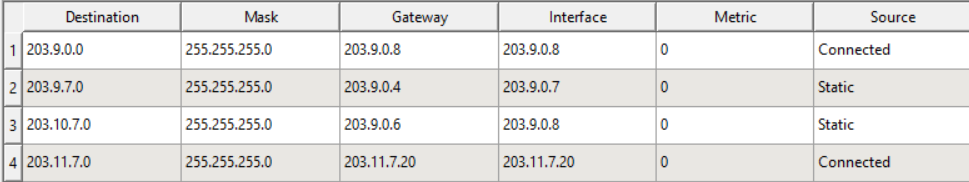 Destination Mask Gateway Interface Metric Source
1 203.9.0.0 255.255.255.0 203.9.0.8 203.9.0.8 0 Connected
2 203.9.7.0 255.255.255.0 203.9.0.4 203.9.0.7 0 Static
3 203.10.7.0 255.255.255.0 203.9.0.6 203.9.0.8 0 Static
4 203.11.7.0 255.255.255.0 203.11.7.20 203.11.7.20 0 Connected